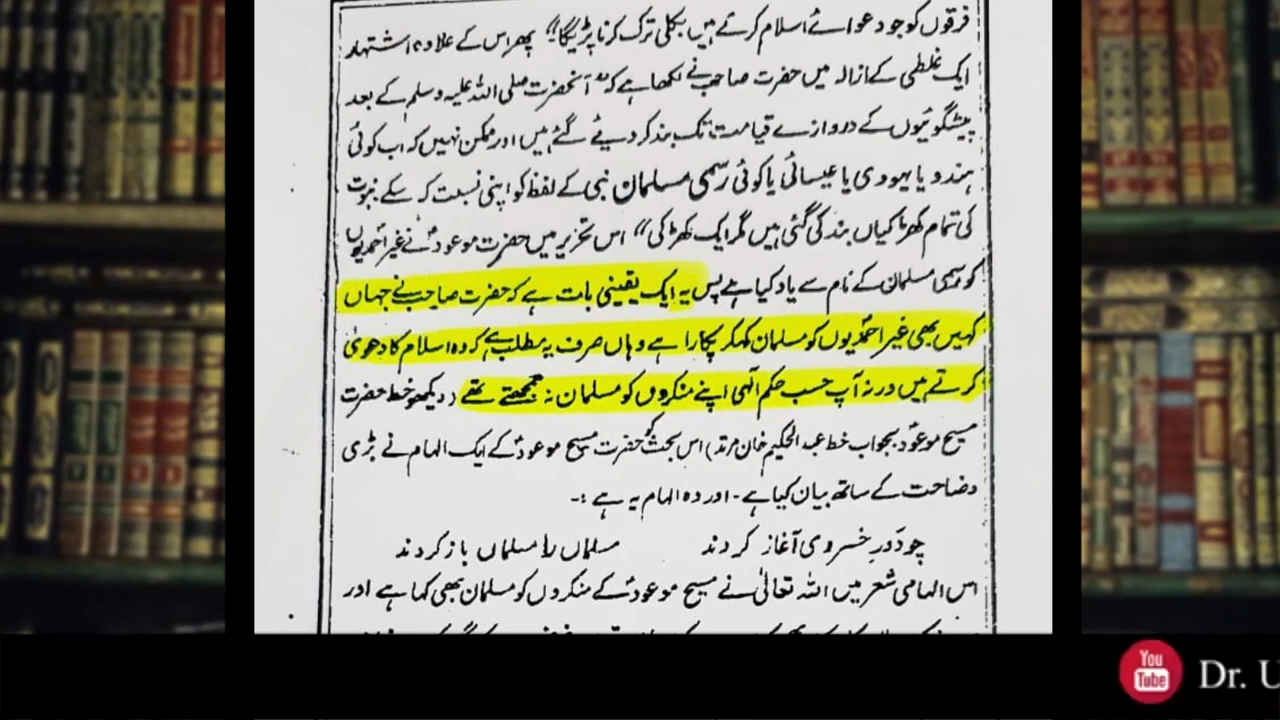 فرقوں کو جو دعوائے اسلام کرتے ہیں بکلی ترک کرنا پڑیگا" پھر اس کے علاوہ اشتہار
ایک غلطی کے ازالہ میں حضرت صاحب نے لکھا ہے کہ "آنحضرت صلی اللہ علیہ وسلم کے بعد
پیشگوئیوں کے دروازے قیامت تک بند کر دیئے گئے ہیں اور ممکن نہیں کہ اب کوئی
ہندو یا یہودی یا عیسائی یا کوئی رسمی مسلمان نبی کے لفظ کو اپنی نسبت کہ سکے نبوت
کی تمام کھڑکیاں بند کی گئی ہیں مگر ایک کھڑکی" اس تحریر میں حضرت موعودؑ نے غیر احمدیوں
کو رسمی مسلمان کے نام سے یاد کیا ہے پس یہ ایک یقینی بات ہے کہ حضرت صاحب نے جہاں
کہیں بھی غیر احمدیوں کو مسلمان کہکر پکارا ہے وہاں صرف یہ مطلب ہے کہ وہ اسلام کا دعویٰ
کرتے ہیں ورنہ آپ حسب حکم الٰہی اپنے منکروں کو مسلمان نہ سمجھتے تھے (دیکھو خط حضرت
مسیح موعودؑ بجواب خط عبدالحکیم خان مرتد) اس بحث کو حضرت مسیح موعودؑ کے ایک الہام نے بڑی
وضاحت کے ساتھ بیان کیا ہے۔ اور وہ الہام یہ ہے :۔
چو دَورِ خسروی آغاز کردند مسلماں را مسلماں باز کردند
اس الہامی شعر میں اللہ تعالیٰ نے مسیح موعودؑ کے منکروں کو مسلمان بھی کہا ہے اور
You Tube Dr. U